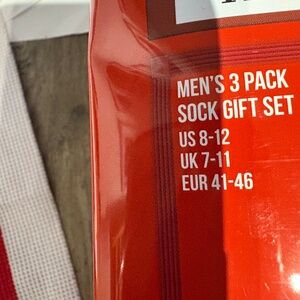 MEN'S 3 PACK
SOCK GIFT SET
US 8-12
UK 7-11
EUR 41-46